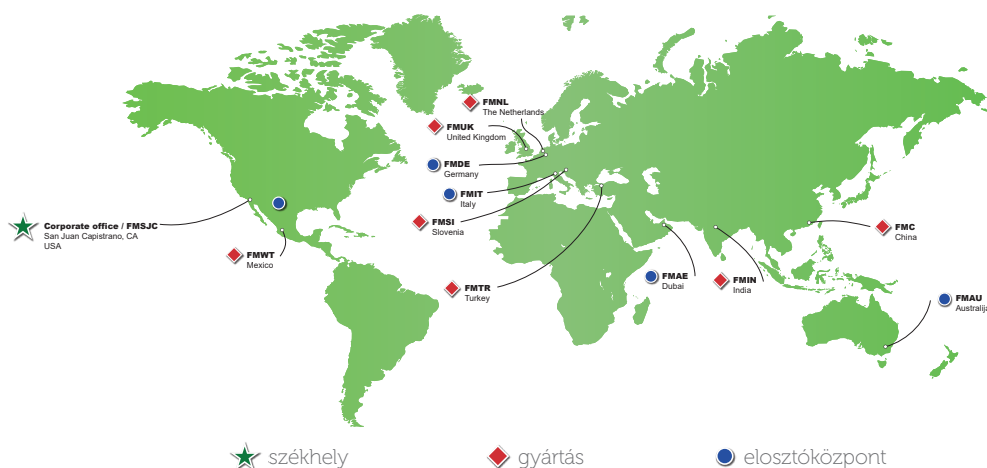 FMNL
The Netherlands
FMUK
United Kingdom
FMDE
Germany
FMIT
Italy
FMSI
Slovenia
Corporate office / FMSJC
San Juan Capistrano, CA
USA
FMWT
Mexico
FMTR
Turkey
FMAE
Dubai
FMIN
India
FMC
China
FMAU
Australija
székhely
gyártás
elosztóközpont